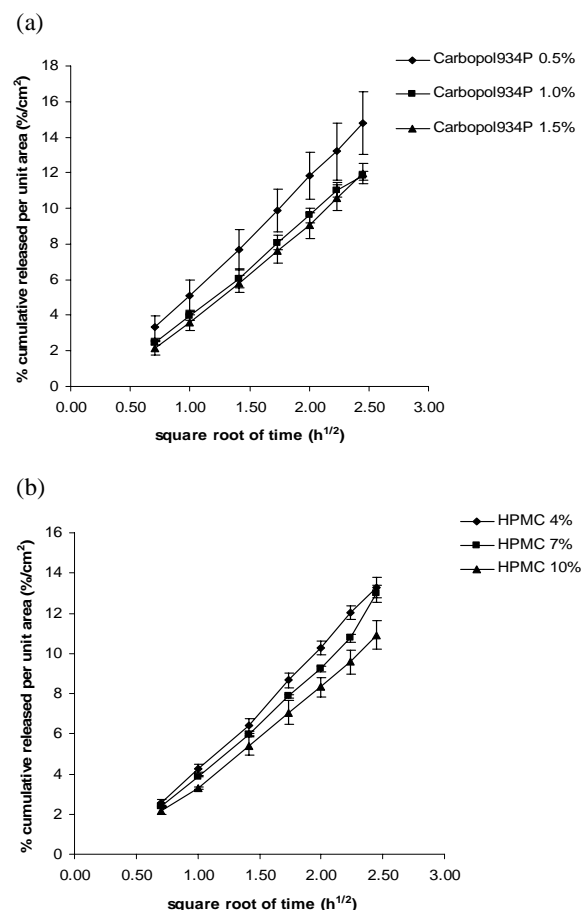 (a)
Carbopol934P 0.5%
Carbopol934P 1.0%
Carbopol934P 1.5%
% cumulative released per unit area (%/cm²)
18
16
14
12
10
8
6
4
2
0
0.00 0.50 1.00 1.50 2.00 2.50 3.00
square root of time (h^1/2)
(b)
HPMC 4%
HPMC 7%
HPMC 10%
% cumulative released per unit area (%/cm²)
16
14
12
10
8
6
4
2
0
0.00 0.50 1.00 1.50 2.00 2.50 3.00
square root of time (h^1/2)